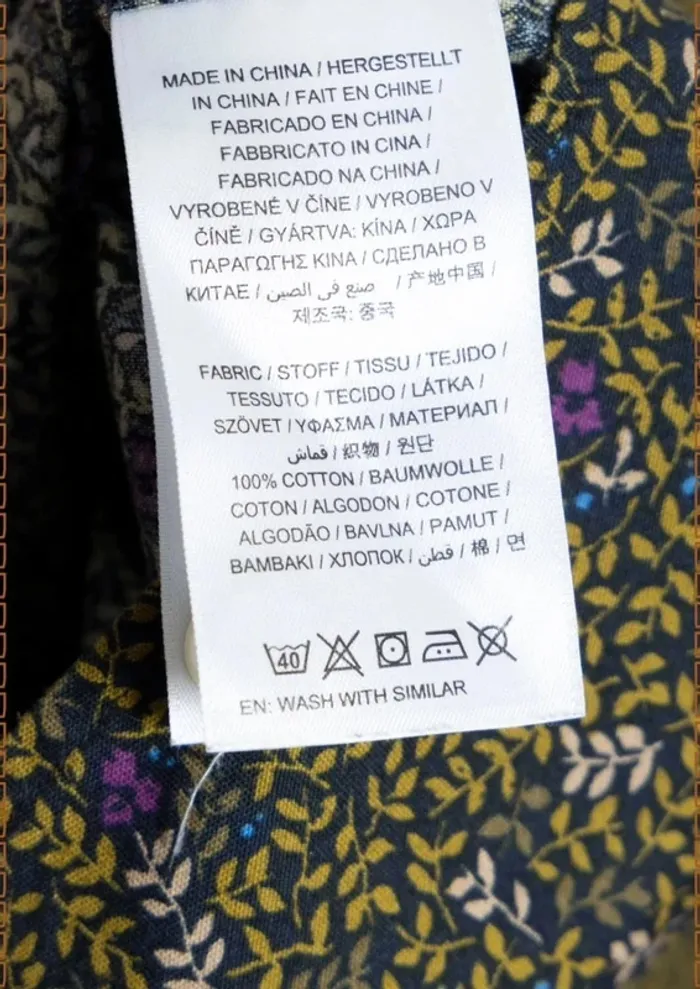 MADE IN CHINA / HERGESTELLT
IN CHINA / FAIT EN CHINE /
FABRICADO EN CHINA /
FABBRICATO IN CINA /
FABRICADO NA CHINA /
VYROBENÉ V ČÍNE / VYROBENO V
ČÍNĚ / GYÁRTVA: KÍNA / ΧΩΡΑ
ΠΑΡΑΓΩΓΗΣ ΚΙΝΑ / СДЕЛАНО В
КИТАЕ / صنع في الصين / 产地中国 /
제조국: 중국
FABRIC / STOFF / TISSU / TEJIDO /
TESSUTO / TECIDO / LÁTKA /
SZÖVET / ΥΦΑΣΜΑ / МАТЕРИАЛ /
قماش / 织物 / 원단
100% COTTON / BAUMWOLLE /
COTON / ALGODON / COTONE /
ALGODÃO / BAVLNA / PAMUT /
ΒΑΜΒΑΚΙ / ХЛОПОК / قطن / 棉 / 면
40
EN: WASH WITH SIMILAR